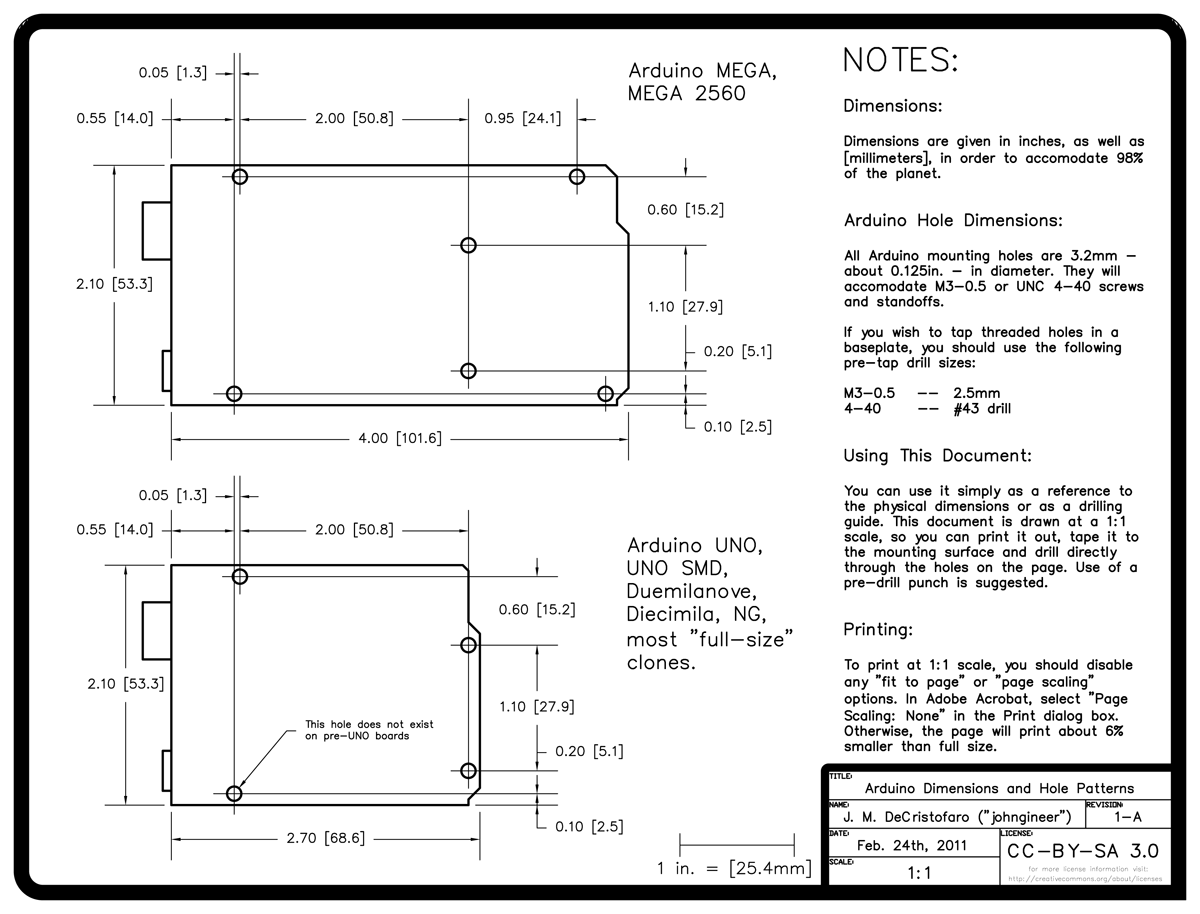 0.05 [1.3]
0.55 [14.0]
2.00 [50.8]
0.95 [24.1]
Arduino MEGA,
MEGA 2560
0.60 [15.2]
2.10 [53.3]
1.10 [27.9]
0.20 [5.1]
0.10 [2.5]
4.00 [101.6]
0.05 [1.3]
0.55 [14.0]
2.00 [50.8]
Arduino UNO,
UNO SMD,
Duemilanove,
Diecimila, NG,
most "full-size"
clones.
0.60 [15.2]
2.10 [53.3]
1.10 [27.9]
This hole does not exist
on pre-UNO boards
0.20 [5.1]
0.10 [2.5]
2.70 [68.6]
1 in. = [25.4mm]
NOTES:
Dimensions:
Dimensions are given in inches, as well as
[millimeters], in order to accomodate 98%
of the planet.
Arduino Hole Dimensions:
All Arduino mounting holes are 3.2mm -
about 0.125in. - in diameter. They will
accomodate M3-0.5 or UNC 4-40 screws
and standoffs.
If you wish to tap threaded holes in a
baseplate, you should use the following
pre-tap drill sizes:
M3-0.5 -- 2.5mm
4-40 -- #43 drill
Using This Document:
You can use it simply as a reference to
the physical dimensions or as a drilling
guide. This document is drawn at a 1:1
scale, so you can print it out, tape it to
the mounting surface and drill directly
through the holes on the page. Use of a
pre-drill punch is suggested.
Printing:
To print at 1:1 scale, you should disable
any "fit to page" or "page scaling"
options. In Adobe Acrobat, select "Page
Scaling: None" in the Print dialog box.
Otherwise, the page will print about 6%
smaller than full size.
TITLE:
Arduino Dimensions and Hole Patterns
NAME:
J. M. DeCristofaro ("johngineer")
REVISION:
1-A
DATE:
Feb. 24th, 2011
LICENSE:
CC-BY-SA 3.0
for more license information visit:
http://creativecommons.org/about/licenses
SCALE:
1:1